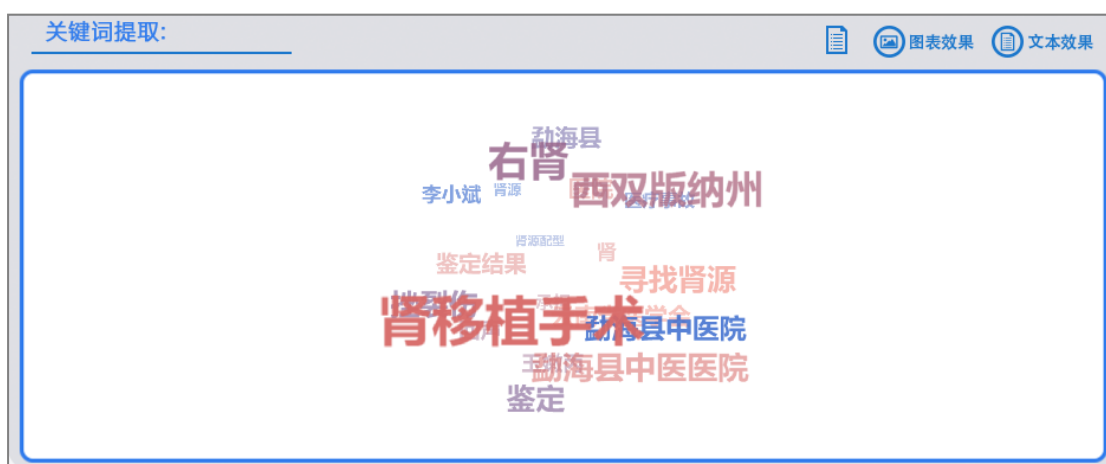 关键词提取:
图表效果
文本效果
勐海县
右肾
西双版纳州
李小斌
肾源
肾源配型
肾
鉴定结果
寻找肾源
肾移植手术
勐海县中医院
勐海县中医医院
鉴定